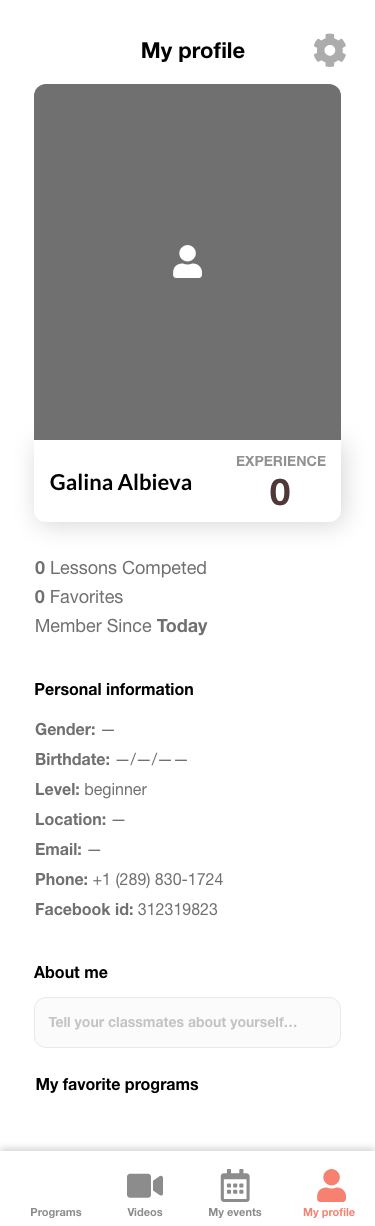 My profile
Galina Albieva
EXPERIENCE
0
0 Lessons Competed
0 Favorites
Member Since Today
Personal information
Gender: —
Birthdate: —/—/——
Level: beginner
Location: —
Email: —
Phone: +1 (289) 830-1724
Facebook id: 312319823
About me
Tell your classmates about yourself...
My favorite programs
Programs
Videos
My events
My profile